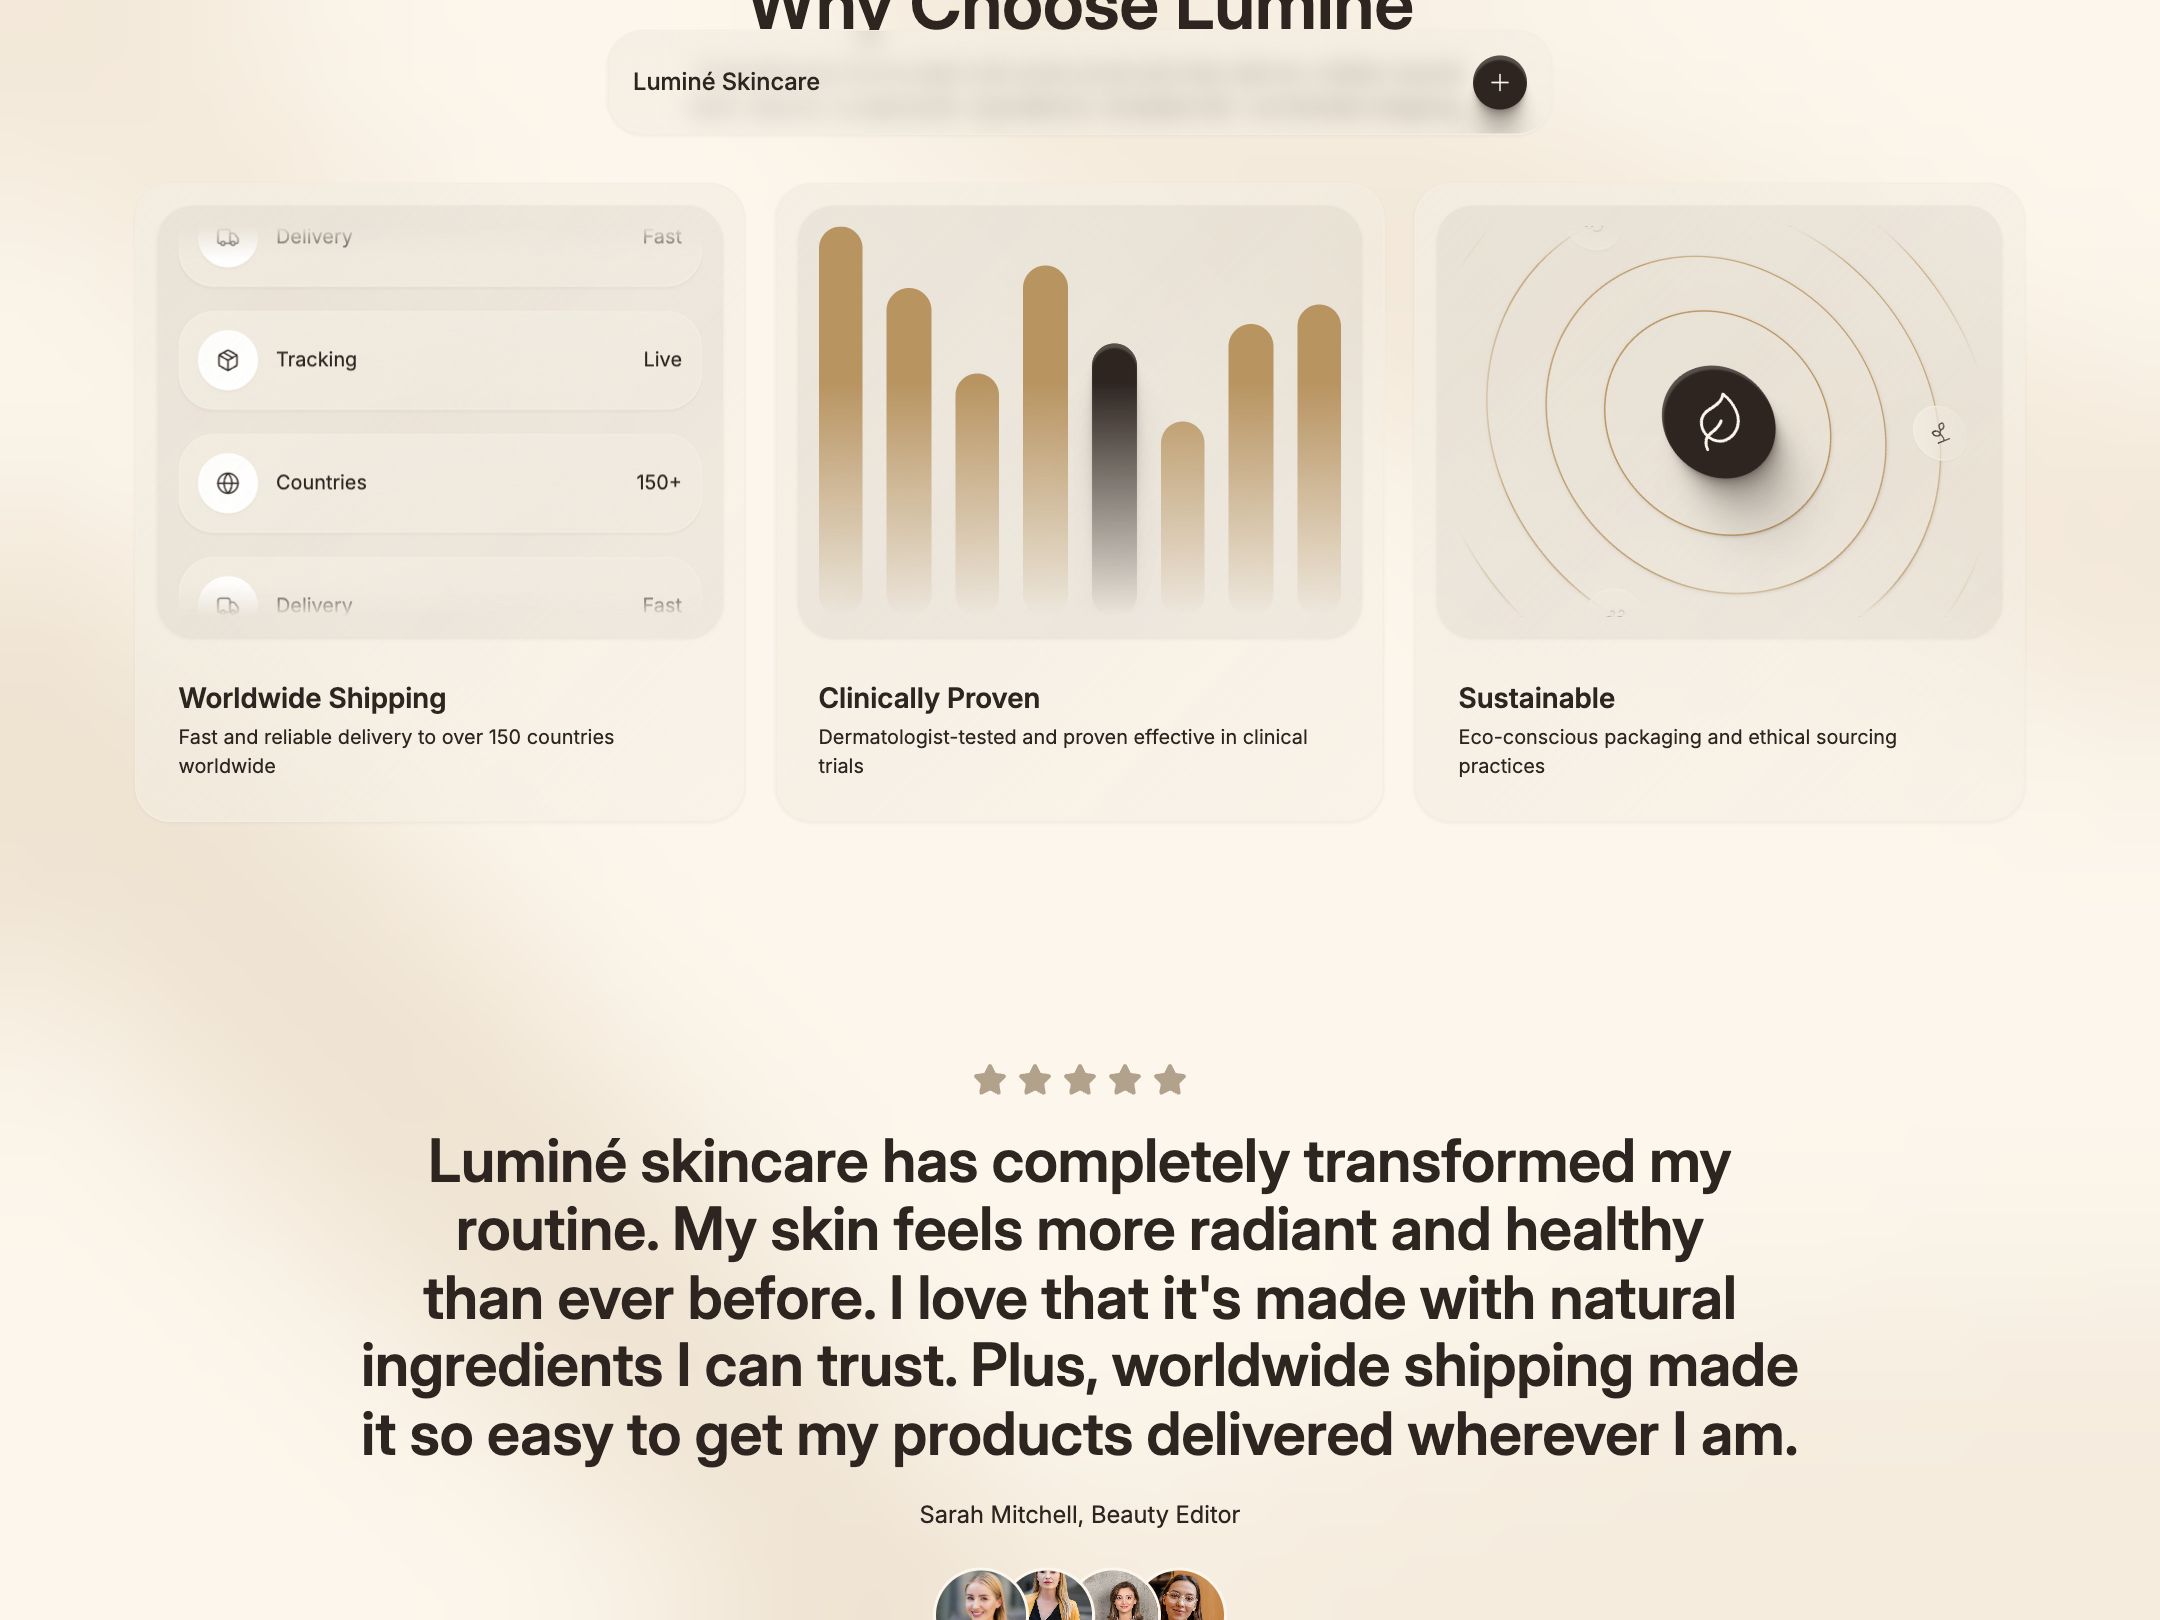 Why Choose Luminé
Luminé Skincare
Delivery
Fast
Tracking
Live
Countries
150+
Delivery
Fast
Worldwide Shipping
Fast and reliable delivery to over 150 countries
worldwide
Clinically Proven
Dermatologist-tested and proven effective in clinical
trials
Sustainable
Eco-conscious packaging and ethical sourcing
practices
Luminé skincare has completely transformed my
routine. My skin feels more radiant and healthy
than ever before. I love that it's made with natural
ingredients I can trust. Plus, worldwide shipping made
it so easy to get my products delivered wherever I am.
Sarah Mitchell, Beauty Editor